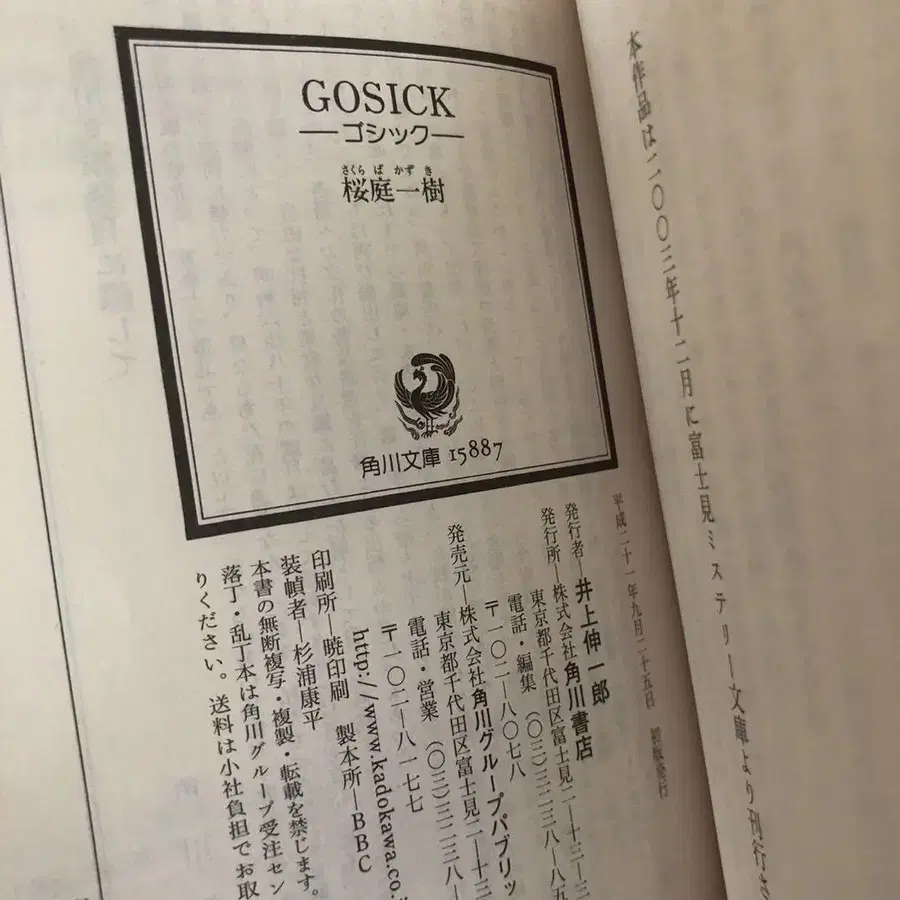 本作品は二〇〇三年十二月に富士見ミステリー文庫より刊行さ
GOSICK
―ゴシック―
さくらばかずき
桜庭一樹
角川文庫 15887
平成二十一年九月二十五日 初版発行
発行者―井上伸一郎
発行所―株式会社角川書店
東京都千代田区富士見二―十三―三
電話・編集 (〇三)三二三八―八五
〒一〇二―八〇七八
発売元―株式会社角川グループパブリッ
東京都千代田区富士見二―十三
電話・営業 (〇三)三二三八―
〒一〇二―八一七七
http://www.kadokawa.co.
印刷所―暁印刷 製本所―BBC
装幀者―杉浦康平
本書の無断複写・複製・転載を禁じます。
落丁・乱丁本は角川グループ受注セン
りください。送料は小社負担でお取